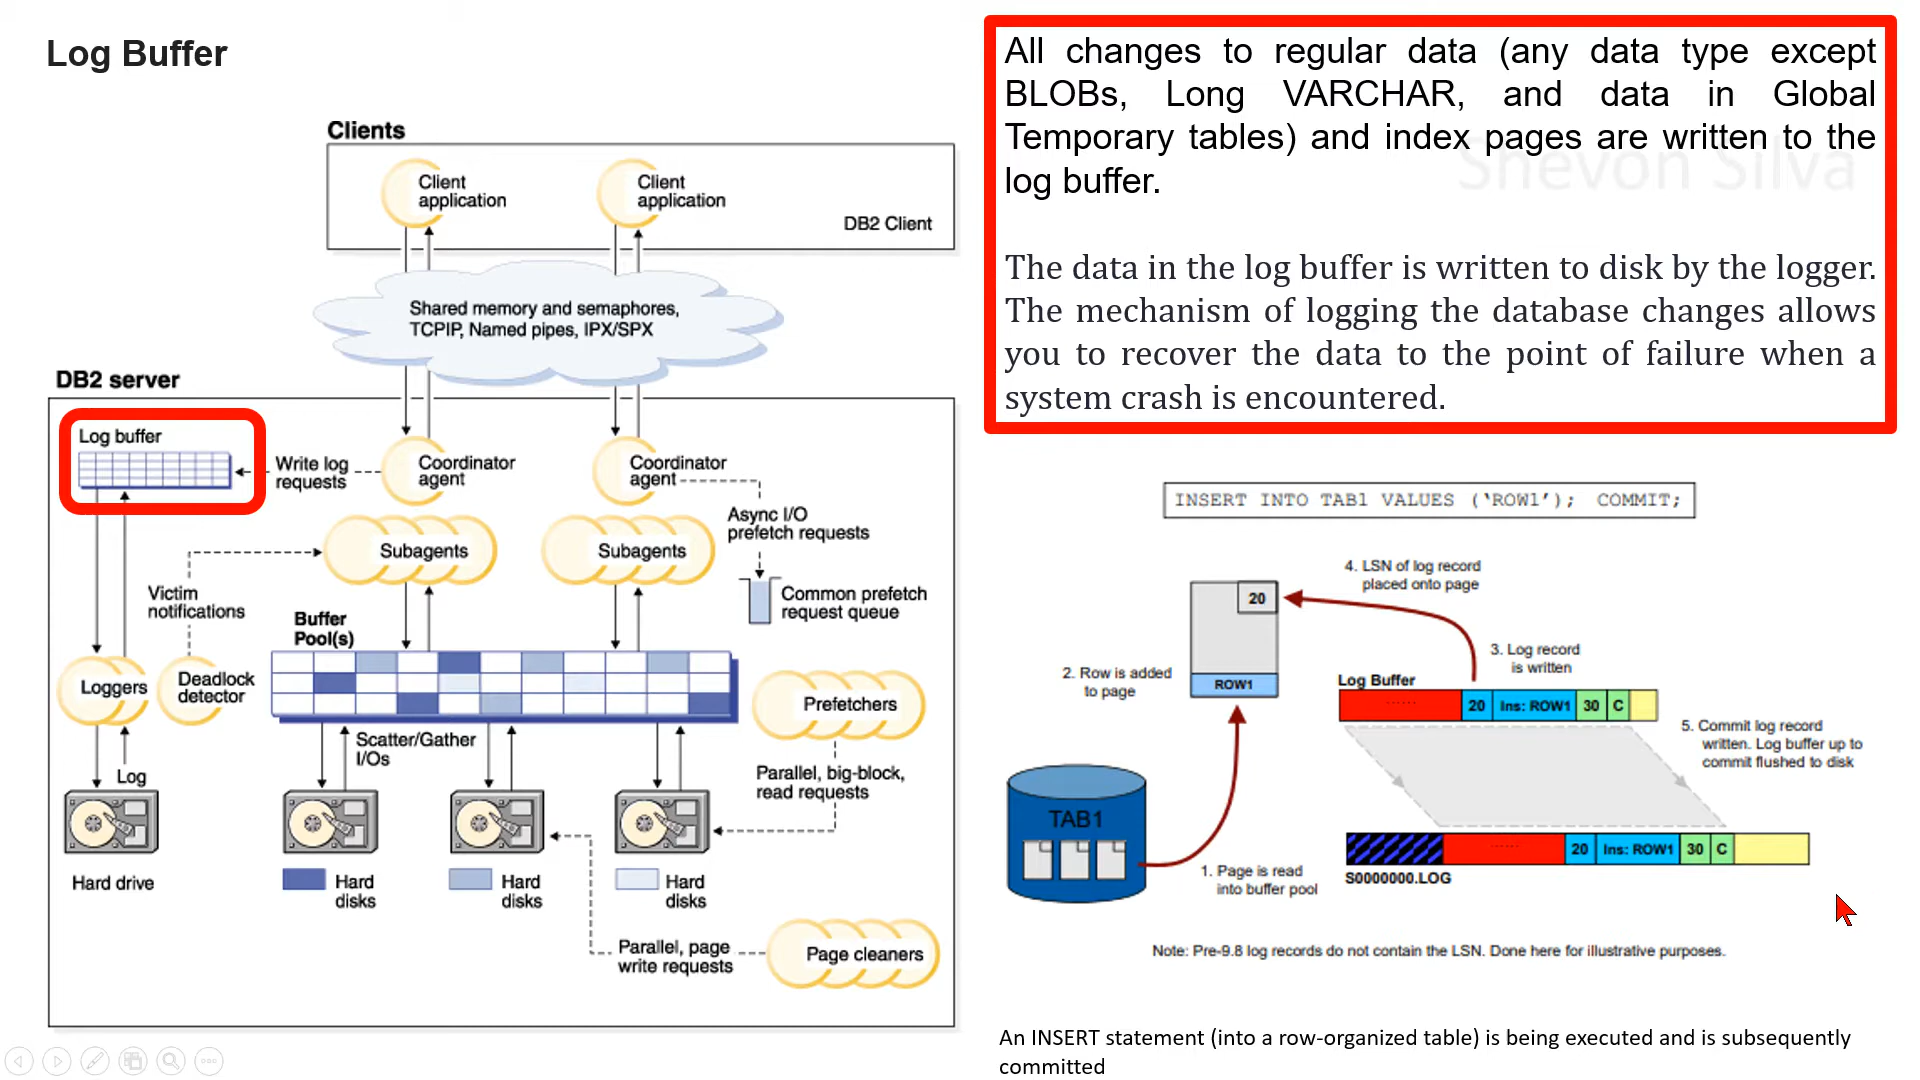 Log Buffer
All changes to regular data (any data type except
BLOBs, Long VARCHAR, and data in Global
Temporary tables) and index pages are written to the
log buffer.
Shevon Silva
The data in the log buffer is written to disk by the logger.
The mechanism of logging the database changes allows
you to recover the data to the point of failure when a
system crash is encountered.
Clients
Client
application
Client
application
DB2 Client
Shared memory and semaphores,
TCPIP, Named pipes, IPX/SPX
DB2 server
Log buffer
Write log
requests
Coordinator
agent
Coordinator
agent
Async I/O
prefetch requests
Subagents
Subagents
Victim
notifications
Common prefetch
request queue
Buffer
Pool(s)
Loggers
Deadlock
detector
Prefetchers
Scatter/Gather
I/Os
Log
Parallel, big-block,
read requests
Hard drive
Hard
disks
Hard
disks
Hard
disks
Parallel, page
write requests
Page cleaners
INSERT INTO TAB1 VALUES (‘ROW1’); COMMIT;
4. LSN of log record
placed onto page
20
3. Log record
is written
2. Row is added
to page
ROW1
Log Buffer
......
20
Ins: ROW1
30
C
5. Commit log record
written. Log buffer up to
commit flushed to disk
TAB1
1. Page is read
into buffer pool
......
20
Ins: ROW1
30
C
S0000000.LOG
Note: Pre-9.8 log records do not contain the LSN. Done here for illustrative purposes.
An INSERT statement (into a row-organized table) is being executed and is subsequently
committed